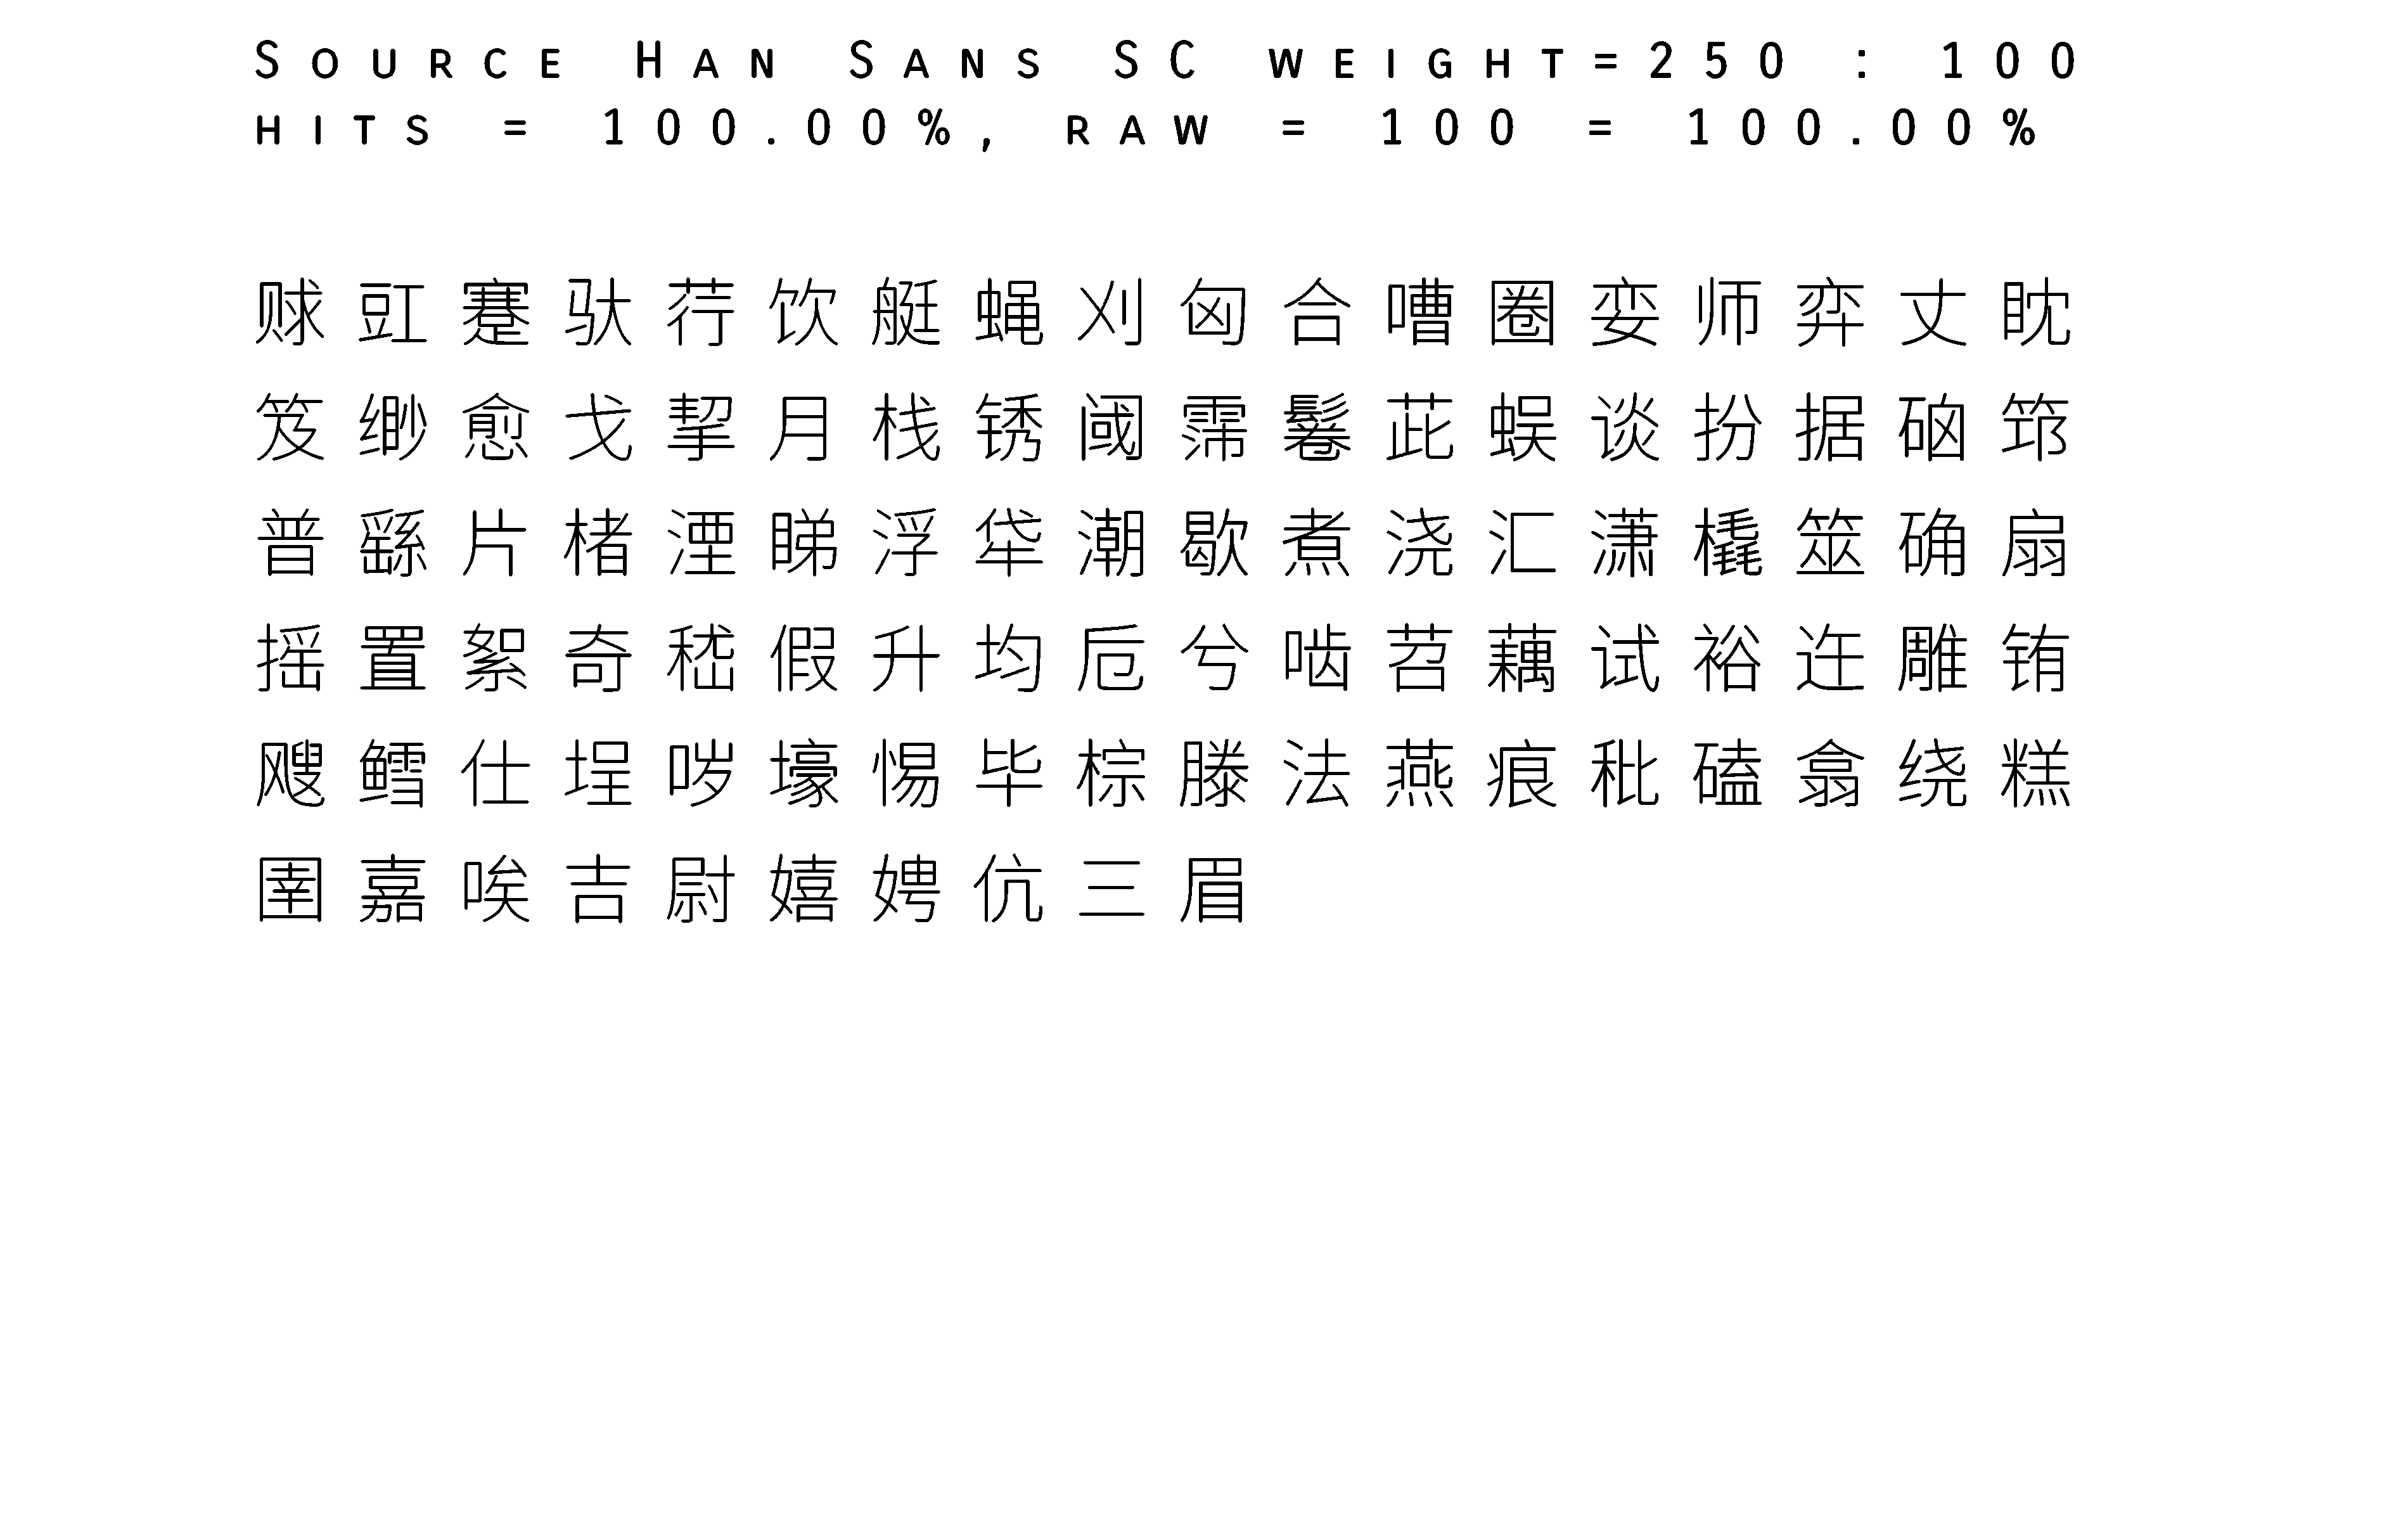 Source Han Sans SC weight=250 : 100
hits = 100.00%, raw = 100 = 100.00%
赇豇蹇驮荇饮艇蝇刈匈合嘈圈娈师弈丈眈
笈缈愈戈挈月栈锈阈霈鬈茈蜈谈扮据硇筇
普繇片楮湮睇浮牮潮歇煮浇汇潇橇筮确扇
摇置絮奇嵇假升均卮兮啮苕藕试裕迕雕铕
飕鳕仕埕哕壕惕毕棕滕法燕痕秕磕翕绕糕
圉嘉唉吉尉嬉娉伉三眉